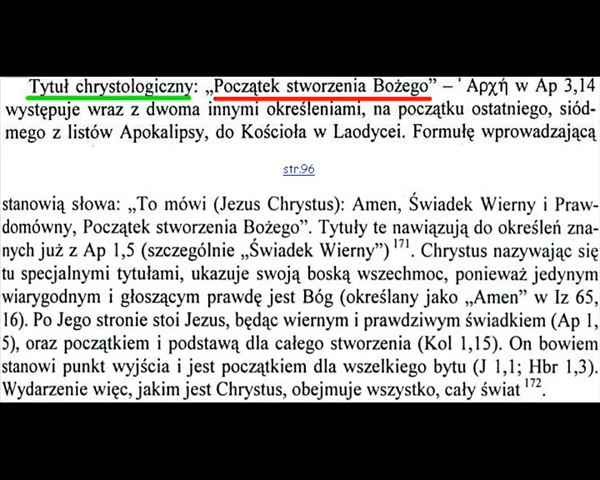 Tytuł chrystologiczny: „Początek stworzenia Bożego” – ' Αρχή w Ap 3,14
występuje wraz z dwoma innymi określeniami, na początku ostatniego, siód-
mego z listów Apokalipsy, do Kościoła w Laodycei. Formułę wprowadzającą
str.96
stanowią słowa: „To mówi (Jezus Chrystus): Amen, Świadek Wierny i Praw-
domówny, Początek stworzenia Bożego”. Tytuły te nawiązują do określeń zna-
nych już z Ap 1,5 (szczególnie „Świadek Wierny”) 171. Chrystus nazywając się
tu specjalnymi tytułami, ukazuje swoją boską wszechmoc, ponieważ jedynym
wiarygodnym i głoszącym prawdę jest Bóg (określany jako „Amen” w Iz 65,
16). Po Jego stronie stoi Jezus, będąc wiernym i prawdziwym świadkiem (Ap 1,
5), oraz początkiem i podstawą dla całego stworzenia (Kol 1,15). On bowiem
stanowi punkt wyjścia i jest początkiem dla wszelkiego bytu (J 1,1; Hbr 1,3).
Wydarzenie więc, jakim jest Chrystus, obejmuje wszystko, cały świat 172.